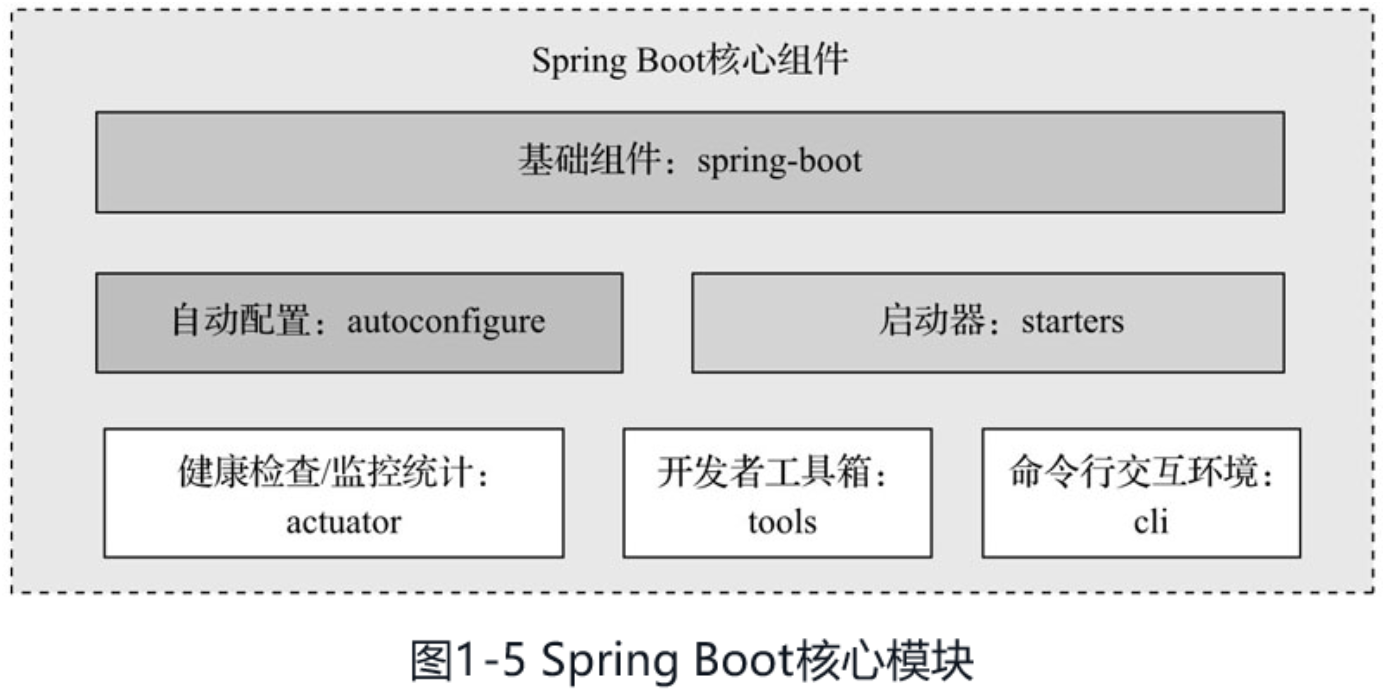 Spring Boot核心组件
基础组件：spring-boot
自动配置：autoconfigure
启动器：starters
健康检查/监控统计：
actuator
开发者工具箱：
tools
命令行交互环境：
cli
图1-5 Spring Boot核心模块